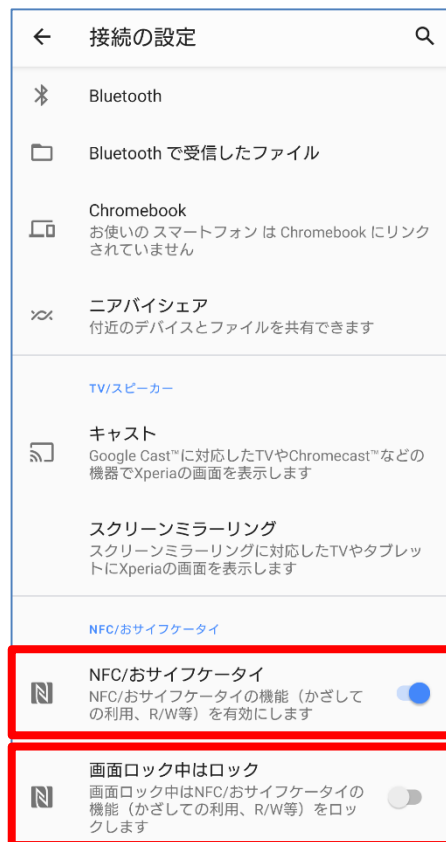 接続の設定
Bluetooth
Bluetooth で受信したファイル
Chromebook
お使いの スマートフォン は Chromebook にリンク
されていません
ニアバイシェア
付近のデバイスとファイルを共有できます
TV/スピーカー
キャスト
Google Cast™に対応したTVやChromecast™などの
機器でXperiaの画面を表示します
スクリーンミラーリング
スクリーンミラーリングに対応したTVやタブレッ
トにXperiaの画面を表示します
NFC/おサイフケータイ
NFC/おサイフケータイ
NFC/おサイフケータイの機能（かざして
の利用、R/W等）を有効にします
画面ロック中はロック
画面ロック中はNFC/おサイフケータイの
機能（かざしての利用、R/W等）をロッ
クします